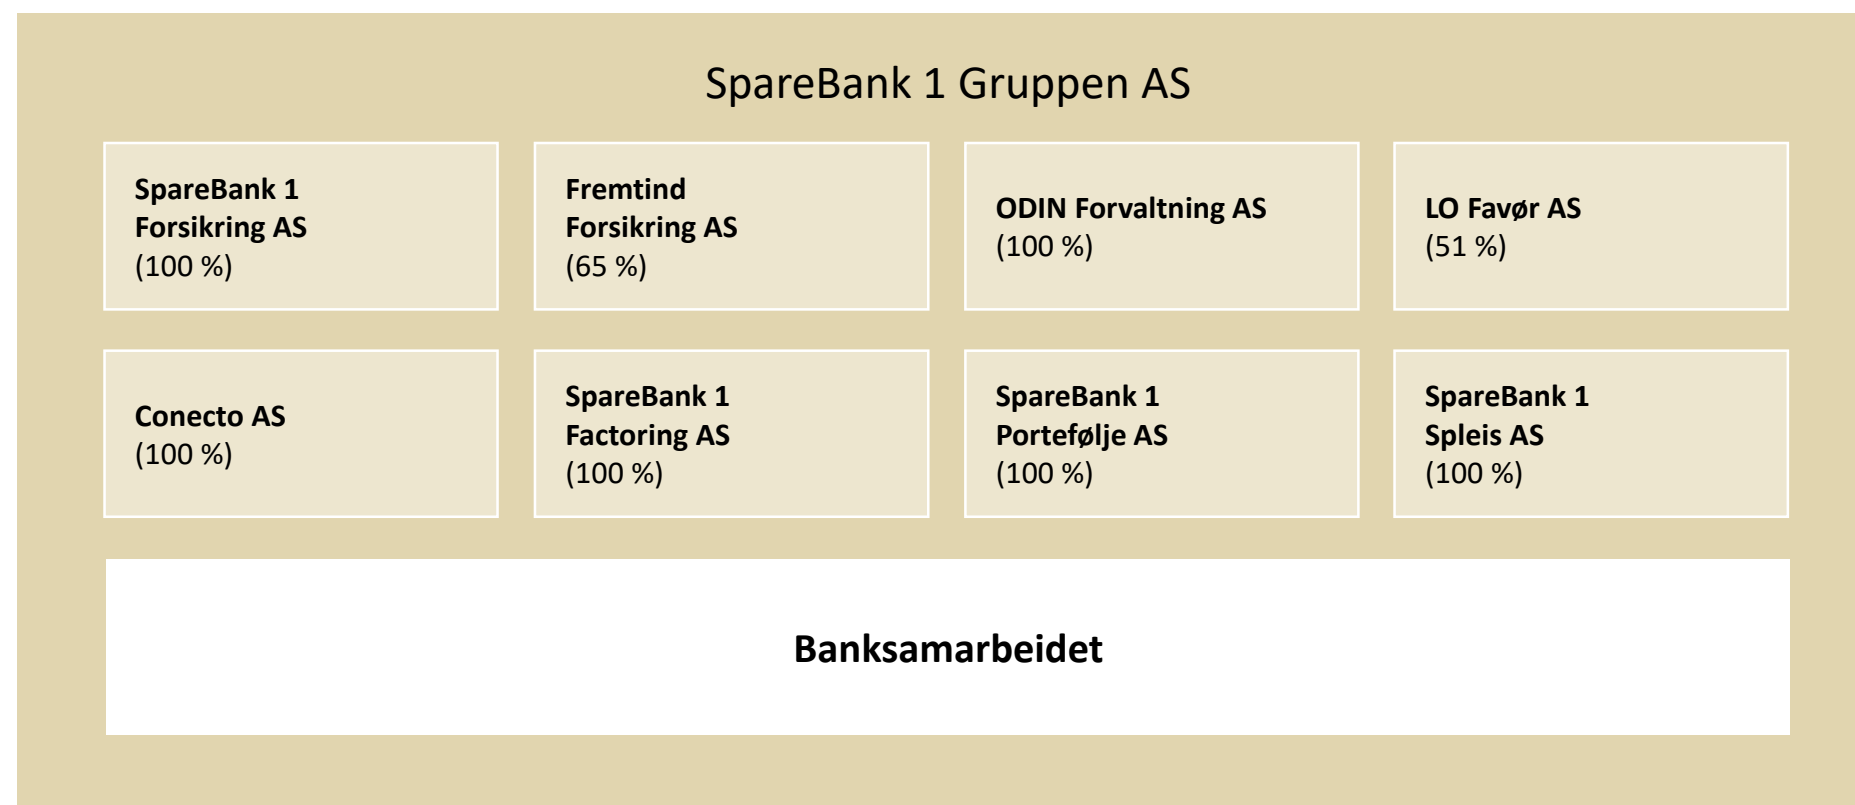 SpareBank 1 Gruppen AS
SpareBank 1
Forsikring AS
(100 %)
Fremtind
Forsikring AS
(65 %)
ODIN Forvaltning AS
(100 %)
LO Favør AS
(51 %)
Conecto AS
(100 %)
SpareBank 1
Factoring AS
(100 %)
SpareBank 1
Portefølje AS
(100 %)
SpareBank 1
Spleis AS
(100 %)
Banksamarbeidet